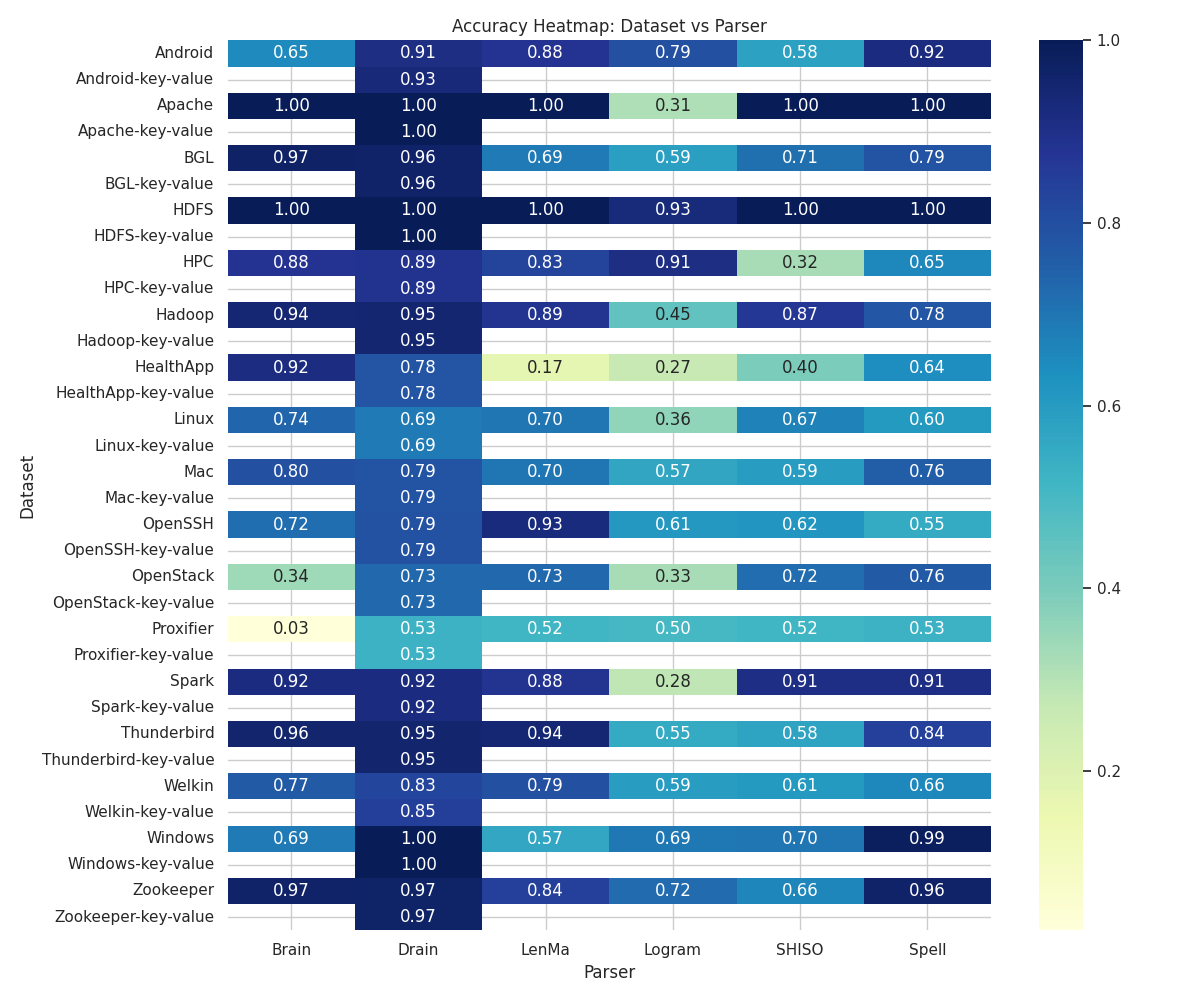 Accuracy Heatmap: Dataset vs Parser
Android 0.65 0.91 0.88 0.79 0.58 0.92
Android-key-value 0.93
Apache 1.00 1.00 1.00 0.31 1.00 1.00
Apache-key-value 1.00
BGL 0.97 0.96 0.69 0.59 0.71 0.79
BGL-key-value 0.96
HDFS 1.00 1.00 1.00 0.93 1.00 1.00
HDFS-key-value 1.00
HPC 0.88 0.89 0.83 0.91 0.32 0.65
HPC-key-value 0.89
Hadoop 0.94 0.95 0.89 0.45 0.87 0.78
Hadoop-key-value 0.95
HealthApp 0.92 0.78 0.17 0.27 0.40 0.64
HealthApp-key-value 0.78
Linux 0.74 0.69 0.70 0.36 0.67 0.60
Linux-key-value 0.69
Mac 0.80 0.79 0.70 0.57 0.59 0.76
Mac-key-value 0.79
OpenSSH 0.72 0.79 0.93 0.61 0.62 0.55
OpenSSH-key-value 0.79
OpenStack 0.34 0.73 0.73 0.33 0.72 0.76
OpenStack-key-value 0.73
Proxifier 0.03 0.53 0.52 0.50 0.52 0.53
Proxifier-key-value 0.53
Spark 0.92 0.92 0.88 0.28 0.91 0.91
Spark-key-value 0.92
Thunderbird 0.96 0.95 0.94 0.55 0.58 0.84
Thunderbird-key-value 0.95
Welkin 0.77 0.83 0.79 0.59 0.61 0.66
Welkin-key-value 0.85
Windows 0.69 1.00 0.57 0.69 0.70 0.99
Windows-key-value 1.00
Zookeeper 0.97 0.97 0.84 0.72 0.66 0.96
Zookeeper-key-value 0.97
Brain Drain LenMa Logram SHISO Spell
Parser
Dataset
1.0
0.8
0.6
0.4
0.2